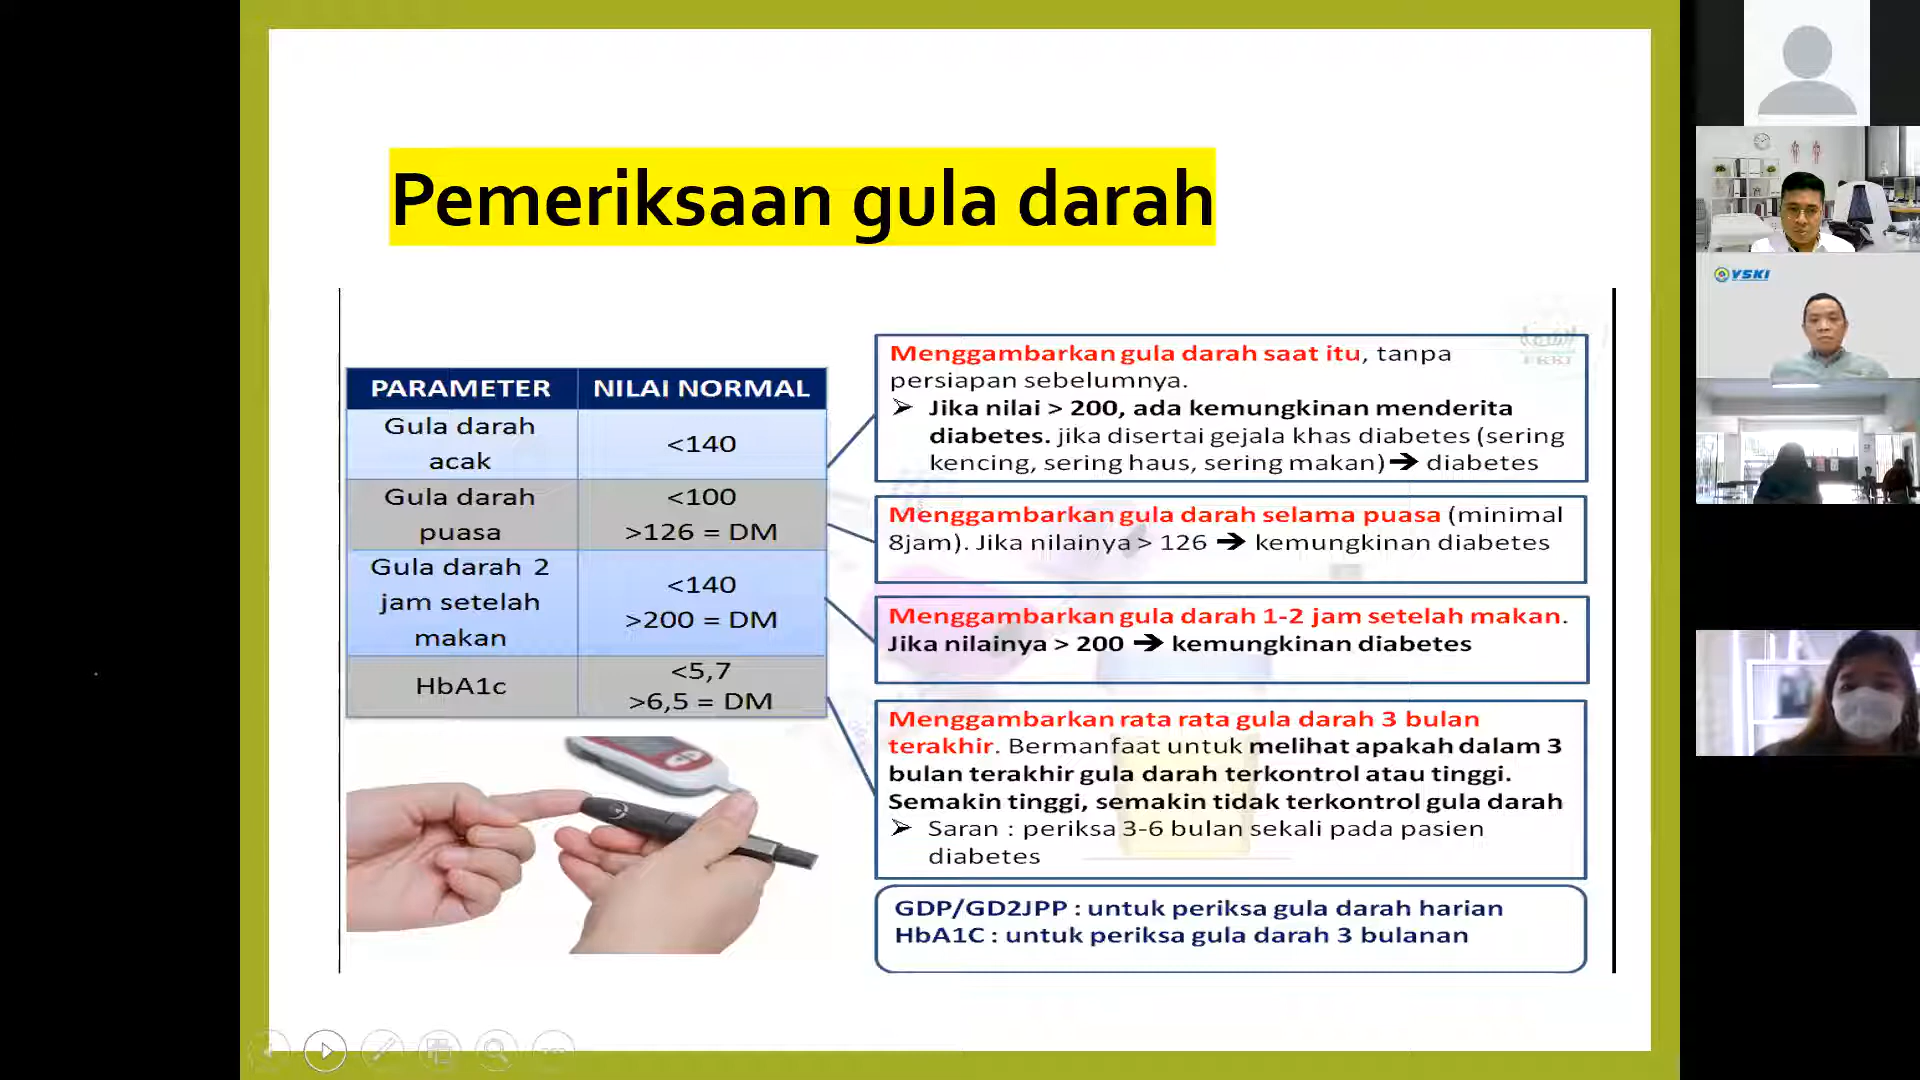 Pemeriksaan gula darah
PARAMETER NILAI NORMAL
Gula darah
acak
<140
Gula darah
puasa
<100
>126 = DM
Gula darah 2
jam setelah
makan
<140
>200 = DM
HbA1c
<5,7
>6,5 = DM
Menggambarkan gula darah saat itu, tanpa
persiapan sebelumnya.
➢ Jika nilai > 200, ada kemungkinan menderita
diabetes. jika disertai gejala khas diabetes (sering
kencing, sering haus, sering makan)➔ diabetes
Menggambarkan gula darah selama puasa (minimal
8jam). Jika nilainya > 126 ➔ kemungkinan diabetes
Menggambarkan gula darah 1-2 jam setelah makan.
Jika nilainya > 200 ➔ kemungkinan diabetes
Menggambarkan rata rata gula darah 3 bulan
terakhir. Bermanfaat untuk melihat apakah dalam 3
bulan terakhir gula darah terkontrol atau tinggi.
Semakin tinggi, semakin tidak terkontrol gula darah
➢ Saran : periksa 3-6 bulan sekali pada pasien
diabetes
GDP/GD2JPP : untuk periksa gula darah harian
HbA1C : untuk periksa gula darah 3 bulanan
YSKI